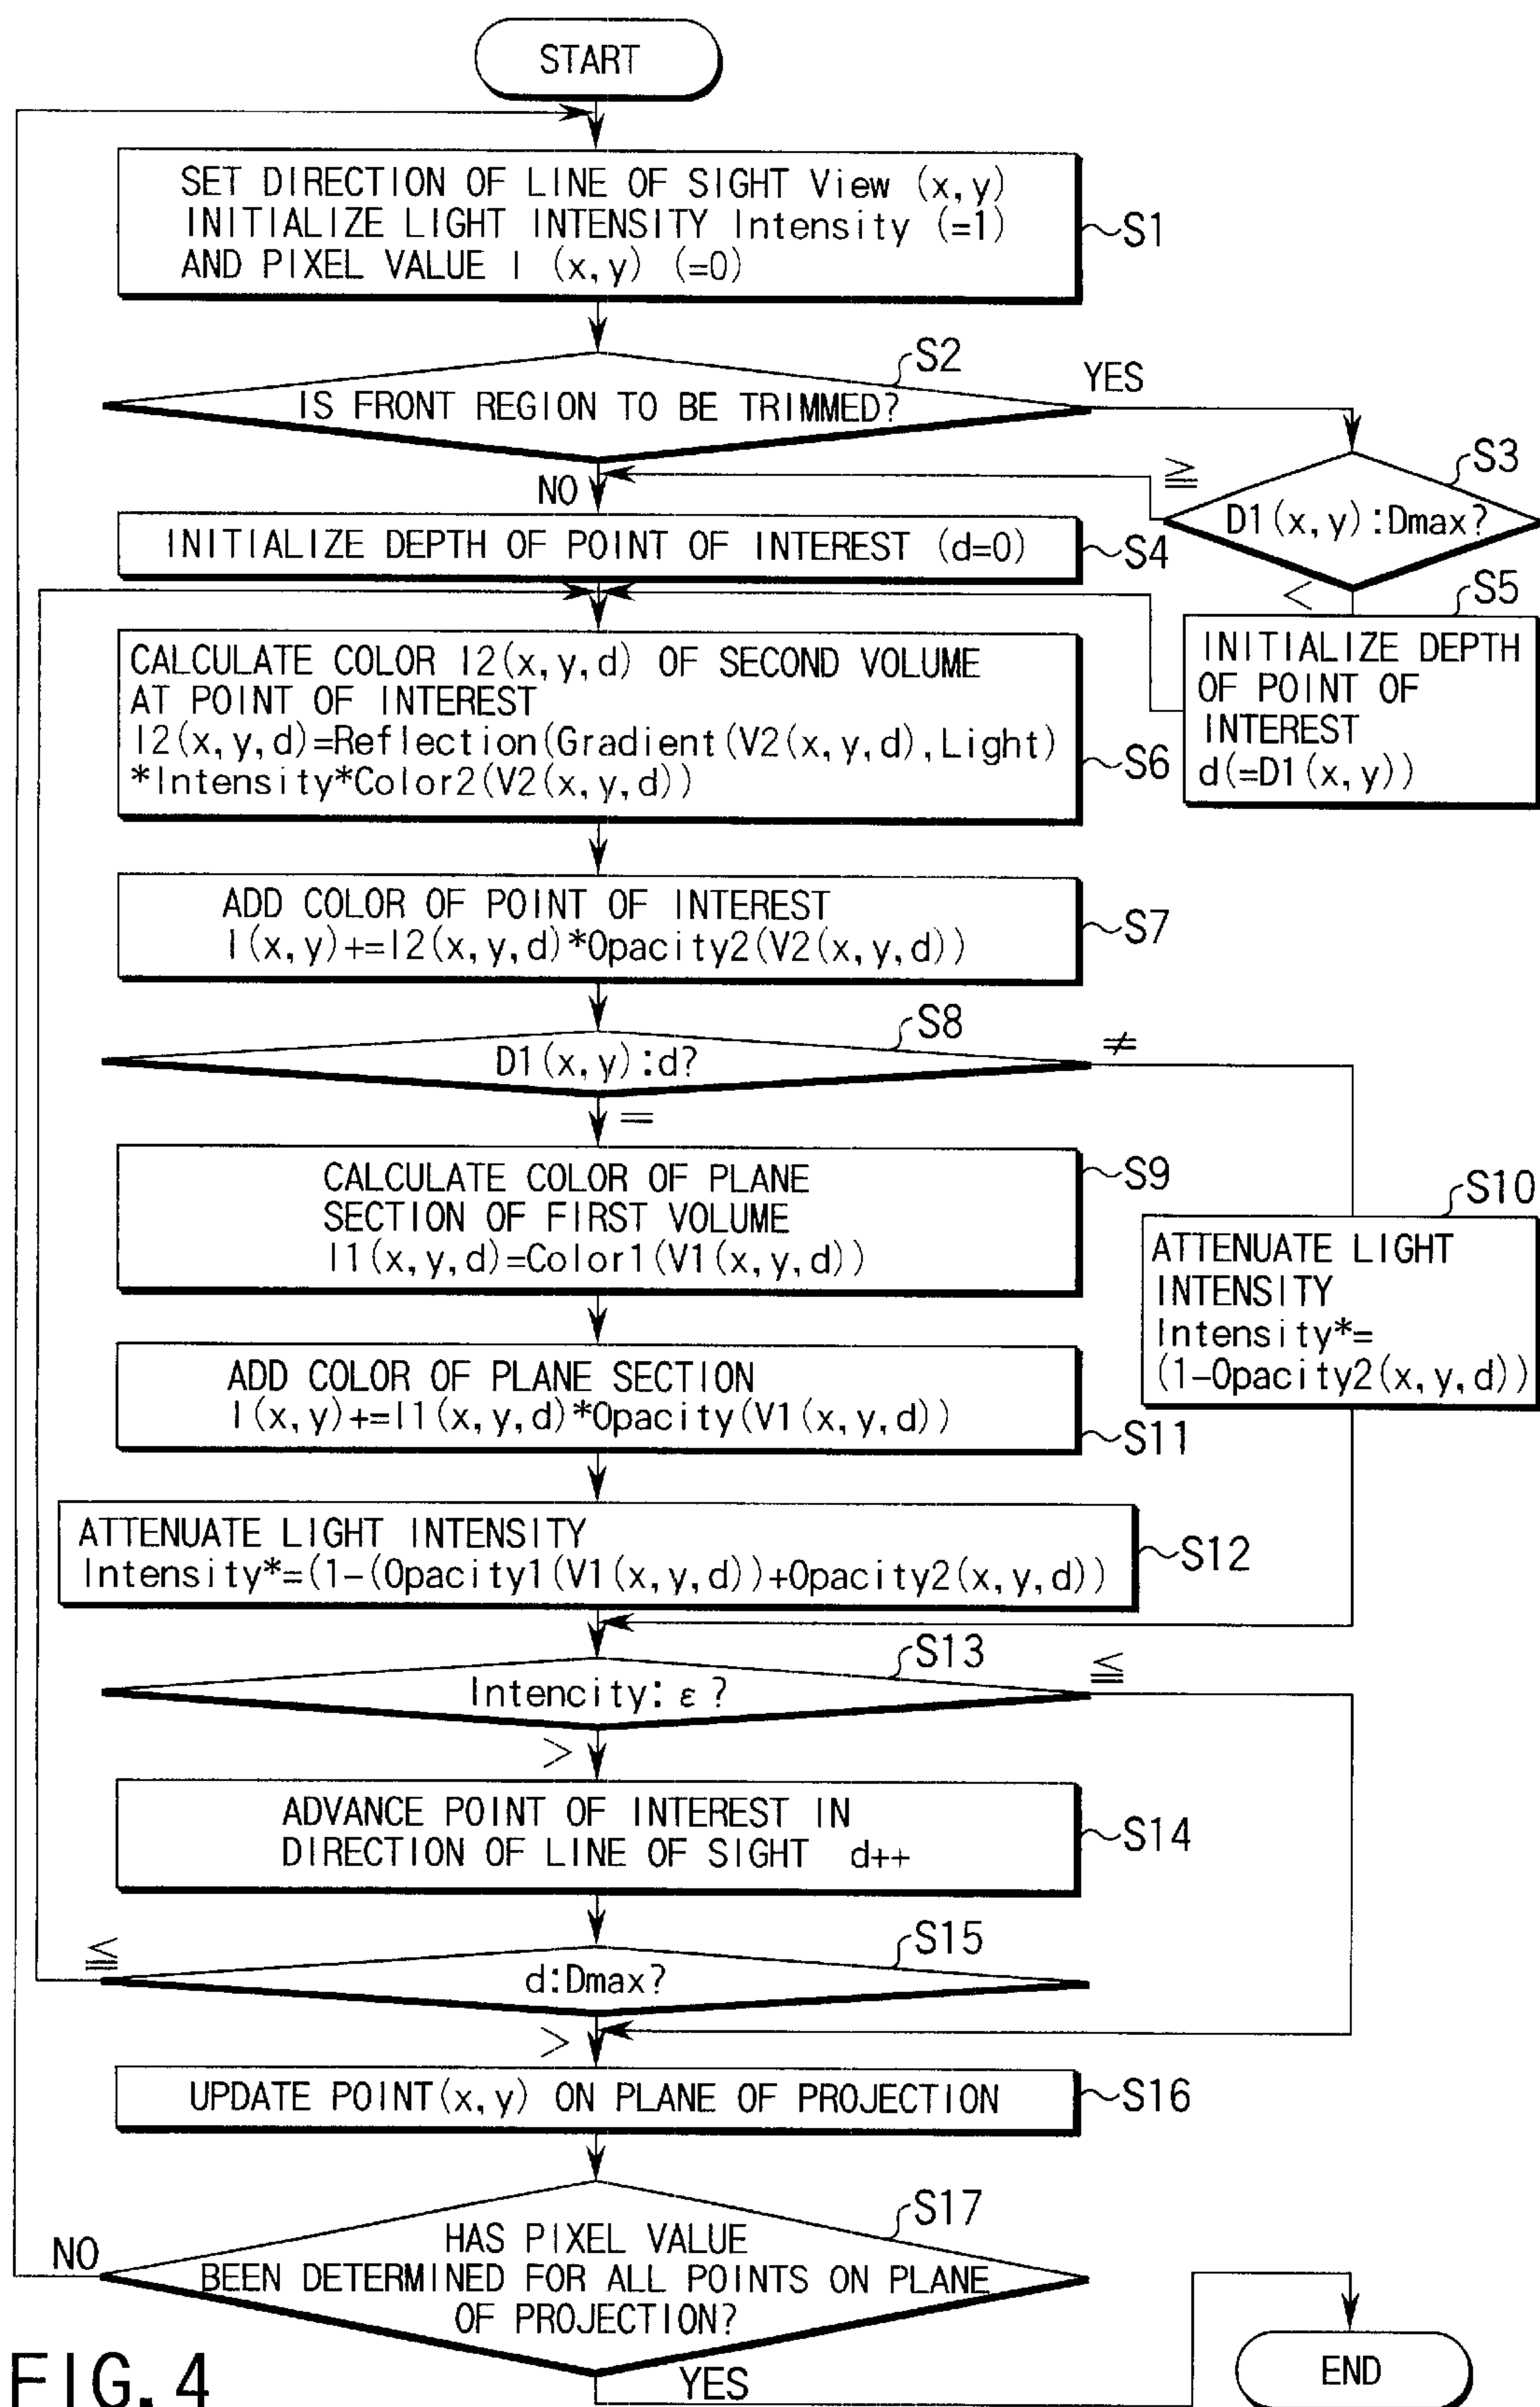 START
SET DIRECTION OF LINE OF SIGHT View (x,y)
INITIALIZE LIGHT INTENSITY Intensity (=1)
AND PIXEL VALUE I (x,y) (=0)
S1
S2
IS FRONT REGION TO BE TRIMMED?
YES
NO
S3
≧
D1(x,y):Dmax?
INITIALIZE DEPTH OF POINT OF INTEREST (d=0)
S4
<
S5
INITIALIZE DEPTH
OF POINT OF
INTEREST
d(=D1(x,y))
CALCULATE COLOR I2(x,y,d) OF SECOND VOLUME
AT POINT OF INTEREST
I2(x,y,d)=Reflection(Gradient(V2(x,y,d),Light)
*Intensity*Color2(V2(x,y,d))
S6
ADD COLOR OF POINT OF INTEREST
I(x,y)+=I2(x,y,d)*Opacity2(V2(x,y,d))
S7
S8
D1(x,y):d?
≠
=
CALCULATE COLOR OF PLANE
SECTION OF FIRST VOLUME
I1(x,y,d)=Color1(V1(x,y,d))
S9
S10
ATTENUATE LIGHT
INTENSITY
Intensity*=
(1-Opacity2(x,y,d))
ADD COLOR OF PLANE SECTION
I(x,y)+=I1(x,y,d)*Opacity(V1(x,y,d))
S11
ATTENUATE LIGHT INTENSITY
Intensity*=(1-(Opacity1(V1(x,y,d))+Opacity2(x,y,d))
S12
S13
Intencity:ε?
≦
>
ADVANCE POINT OF INTEREST IN
DIRECTION OF LINE OF SIGHT d++
S14
S15
≦
d:Dmax?
>
UPDATE POINT(x,y) ON PLANE OF PROJECTION
S16
S17
HAS PIXEL VALUE
BEEN DETERMINED FOR ALL POINTS ON PLANE
OF PROJECTION?
NO
YES
END
FIG. 4